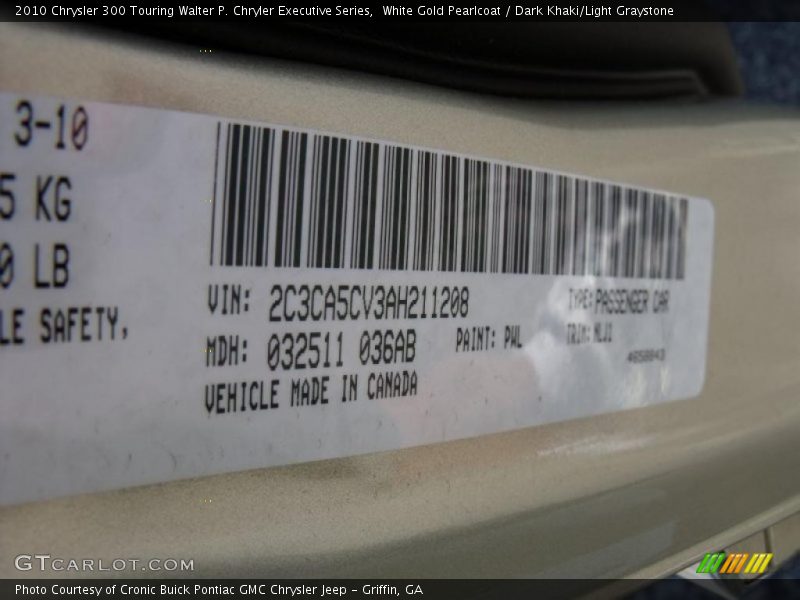 2010 Chrysler 300 Touring Walter P. Chryler Executive Series,  White Gold Pearlcoat / Dark Khaki/Light Graystone
3-10
5 KG
0 LB
LE SAFETY,
VIN: 2C3CA5CV3AH211208
TYPE: PASSENGER CAR
MDH: 032511 036AB
PAINT: PWL
TRIM:
VEHICLE MADE IN CANADA
GTCARLOT.COM
Photo Courtesy of Cronic Buick Pontiac GMC Chrysler Jeep - Griffin, GA